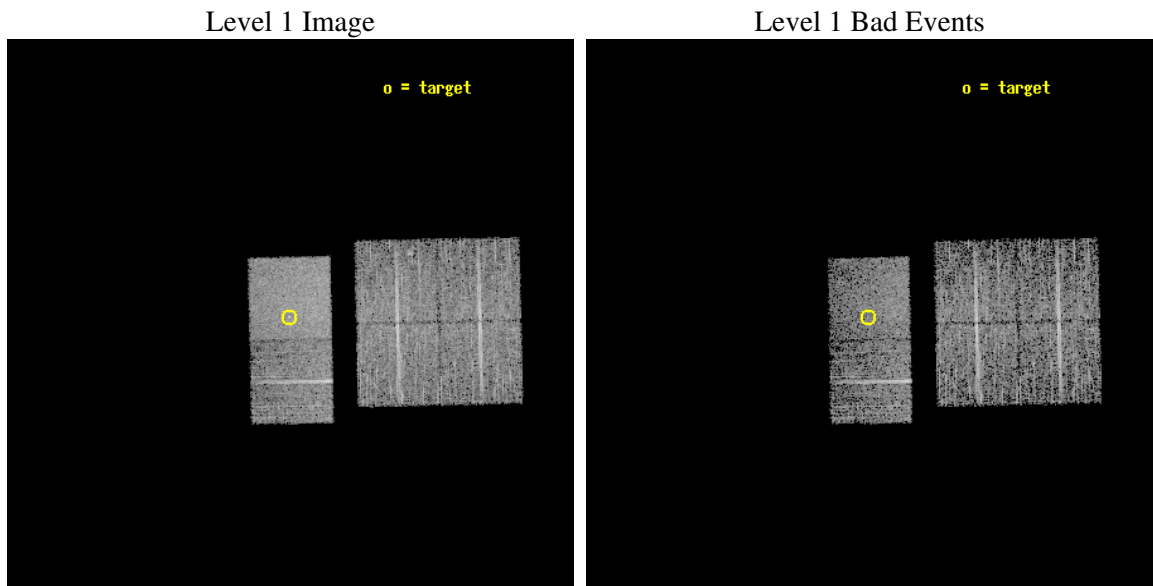 Level 1 Image
Level 1 Bad Events
o = target
o = target